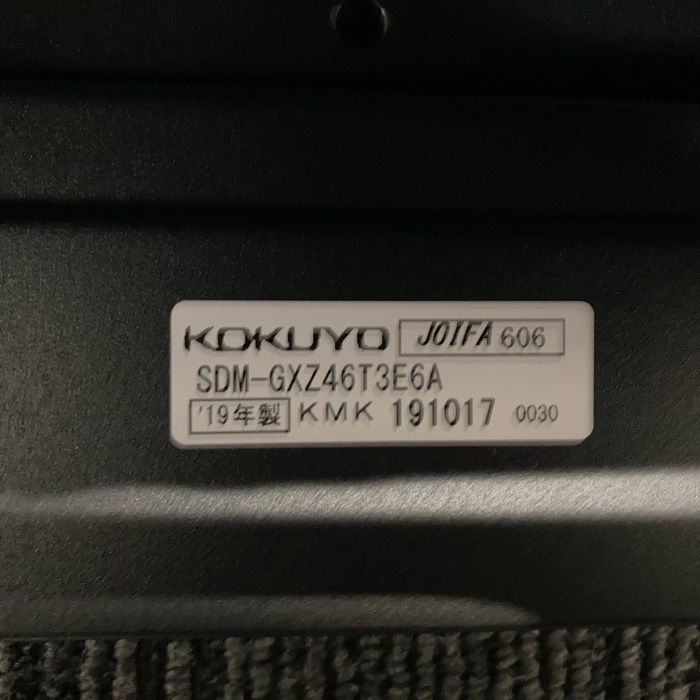 KOKUYO JOIFA 606
SDM-GXZ46T3E6A
'19年製 KMK 191017 0030